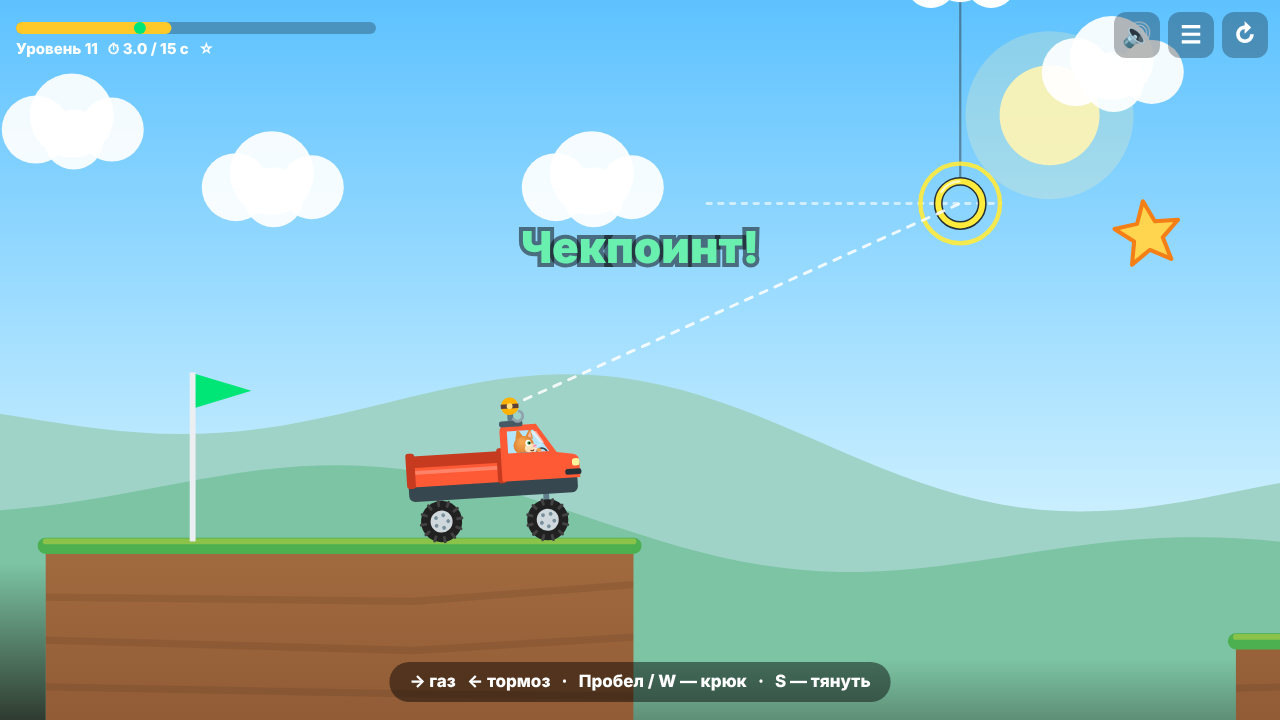 Уровень 11 ⏱ 3.0 / 15 с ☆
Чекпоинт!
→ газ ← тормоз · Пробел / W — крюк · S — тянуть